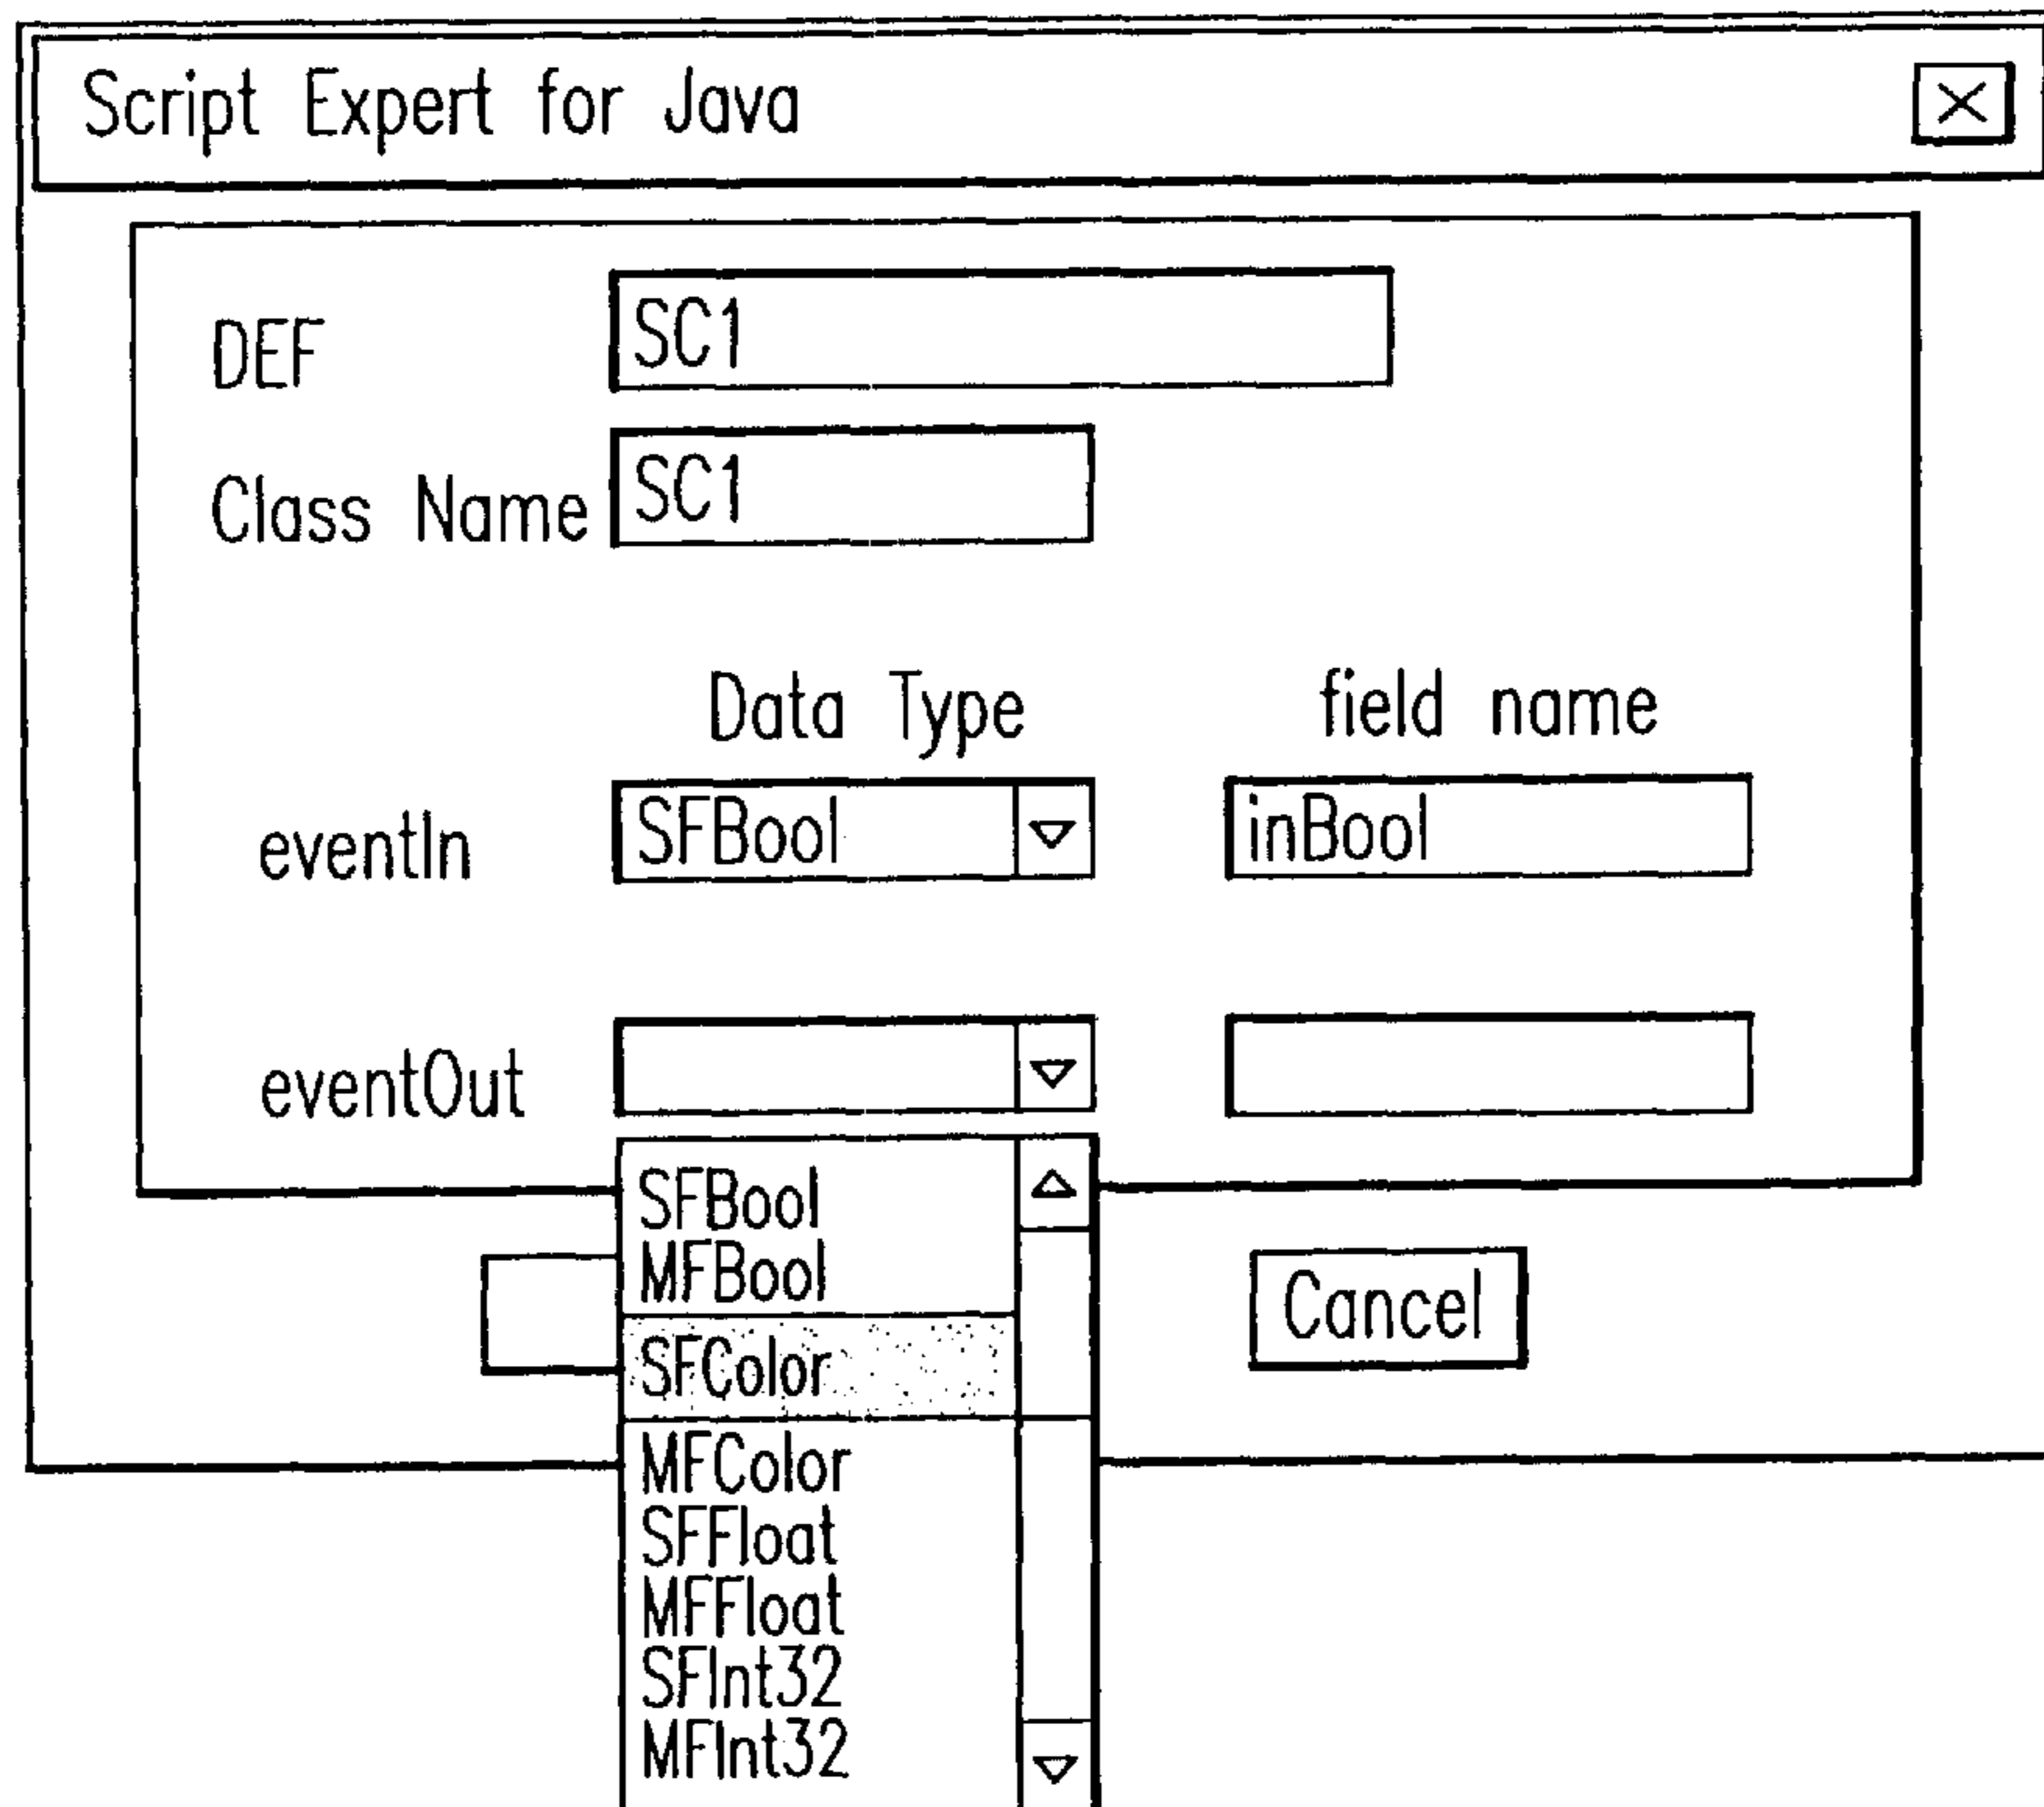 Script Expert for Java
DEF SC1
Class Name SC1
Data Type field name
eventIn SFBool inBool
eventOut
SFBool
MFBool
SFColor
MFColor
SFFloat
MFFloat
SFInt32
MFInt32
Cancel